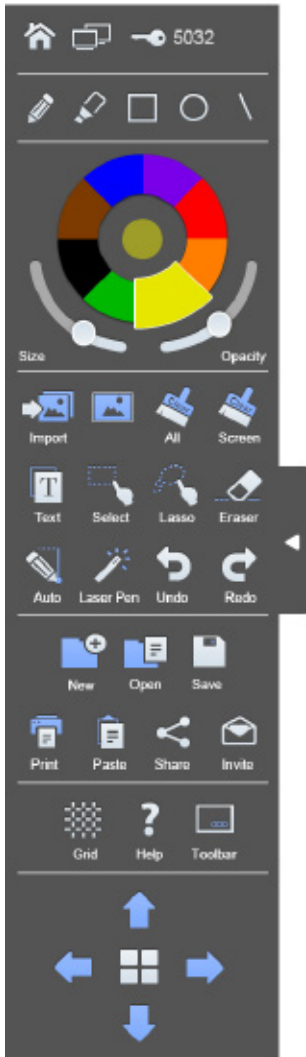 5032
Size Opacity
Import All Screen
Text Select Lasso Eraser
Auto Laser Pen Undo Redo
New Open Save
Print Paste Share Invite
Grid Help Toolbar